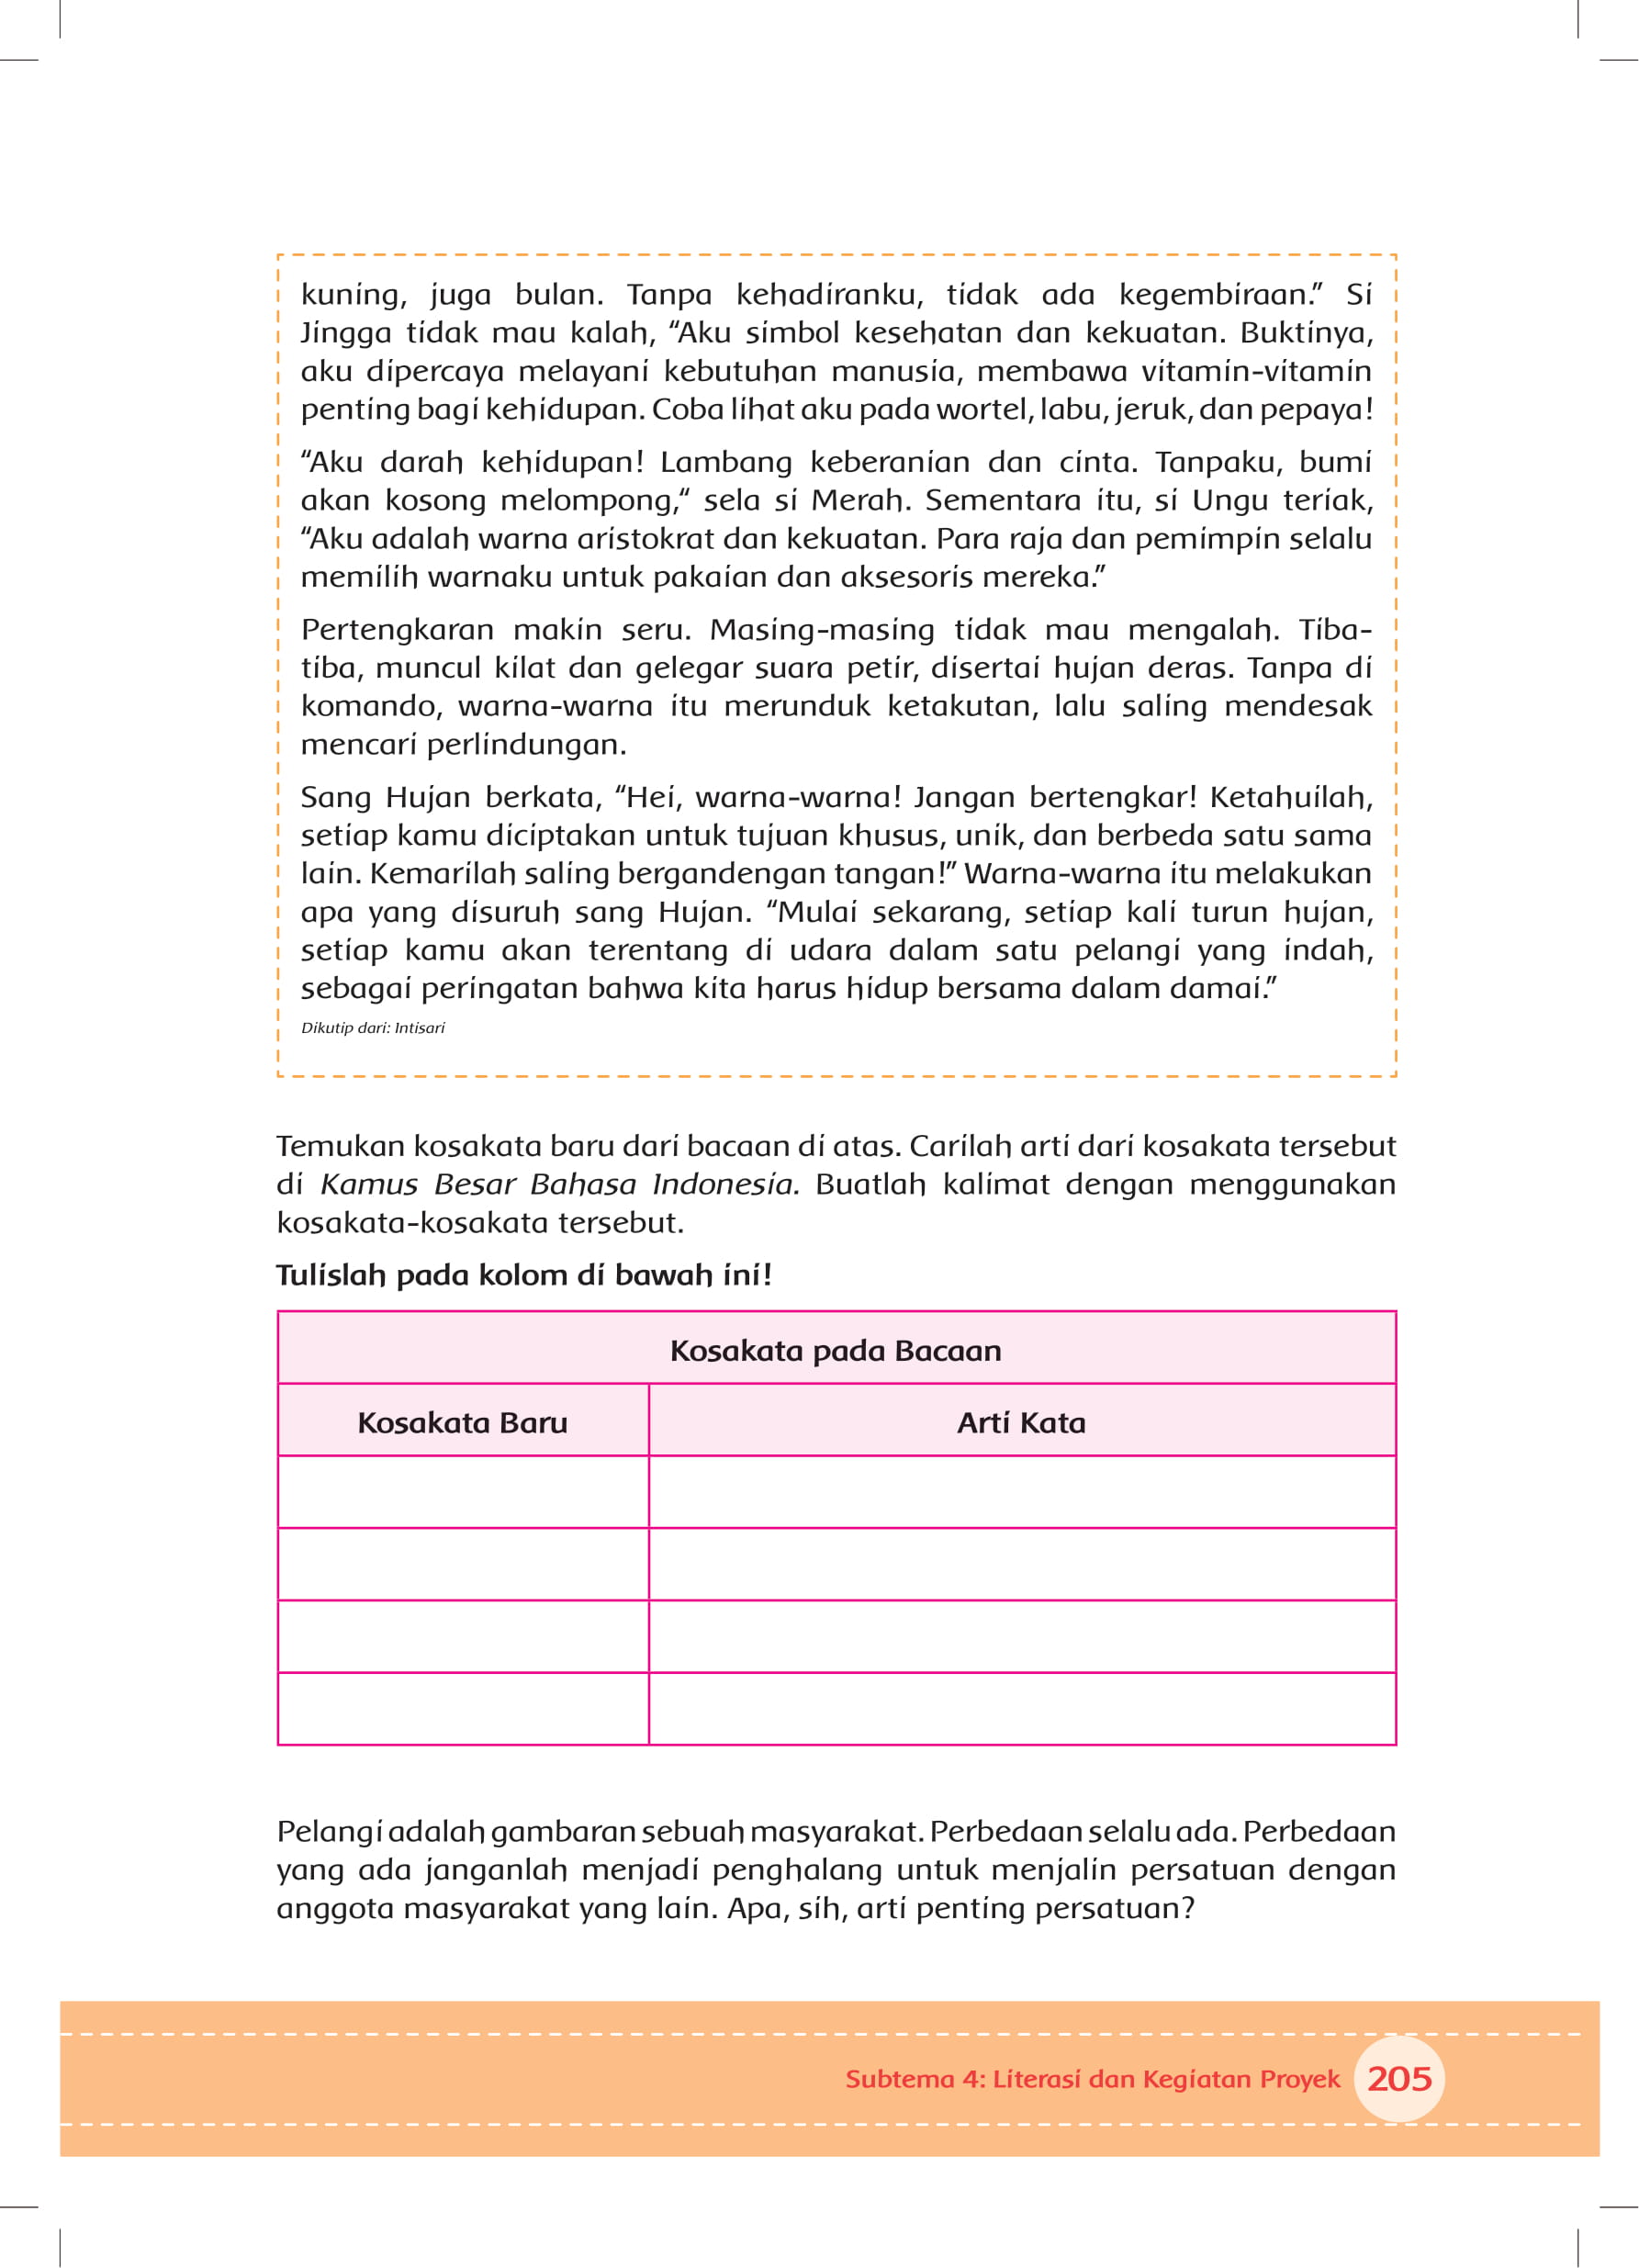 kuning, juga bulan. Tanpa kehadiranku, tidak ada kegembiraan.” Si
Jingga tidak mau kalah, “Aku simbol kesehatan dan kekuatan. Buktinya,
aku dipercaya melayani kebutuhan manusia, membawa vitamin-vitamin
penting bagi kehidupan. Coba lihat aku pada wortel, labu, jeruk, dan pepaya!
“Aku darah kehidupan! Lambang keberanian dan cinta. Tanpaku, bumi
akan kosong melompong,“ sela si Merah. Sementara itu, si Ungu teriak,
“Aku adalah warna aristokrat dan kekuatan. Para raja dan pemimpin selalu
memilih warnaku untuk pakaian dan aksesoris mereka.”
Pertengkaran makin seru. Masing-masing tidak mau mengalah. Tiba-
tiba, muncul kilat dan gelegar suara petir, disertai hujan deras. Tanpa di
komando, warna-warna itu merunduk ketakutan, lalu saling mendesak
mencari perlindungan.
Sang Hujan berkata, “Hei, warna-warna! Jangan bertengkar! Ketahuilah,
setiap kamu diciptakan untuk tujuan khusus, unik, dan berbeda satu sama
lain. Kemarilah saling bergandengan tangan!” Warna-warna itu melakukan
apa yang disuruh sang Hujan. “Mulai sekarang, setiap kali turun hujan,
setiap kamu akan terentang di udara dalam satu pelangi yang indah,
sebagai peringatan bahwa kita harus hidup bersama dalam damai.”
Dikutip dari: Intisari
Temukan kosakata baru dari bacaan di atas. Carilah arti dari kosakata tersebut
di Kamus Besar Bahasa Indonesia. Buatlah kalimat dengan menggunakan
kosakata-kosakata tersebut.
Tulislah pada kolom di bawah ini!
Kosakata pada Bacaan
Kosakata Baru
Arti Kata
Pelangi adalah gambaran sebuah masyarakat. Perbedaan selalu ada. Perbedaan
yang ada janganlah menjadi penghalang untuk menjalin persatuan dengan
anggota masyarakat yang lain. Apa, sih, arti penting persatuan?
Subtema 4: Literasi dan Kegiatan Proyek
205